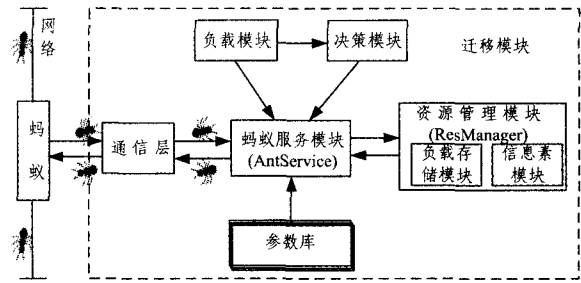 网
络
负载模块
决策模块
迁移模块
蚂
蚁
通信层
蚂蚁服务模块
(AntService)
资源管理模块
(ResManager)
负载存
储模块
信息素
模块
参数库